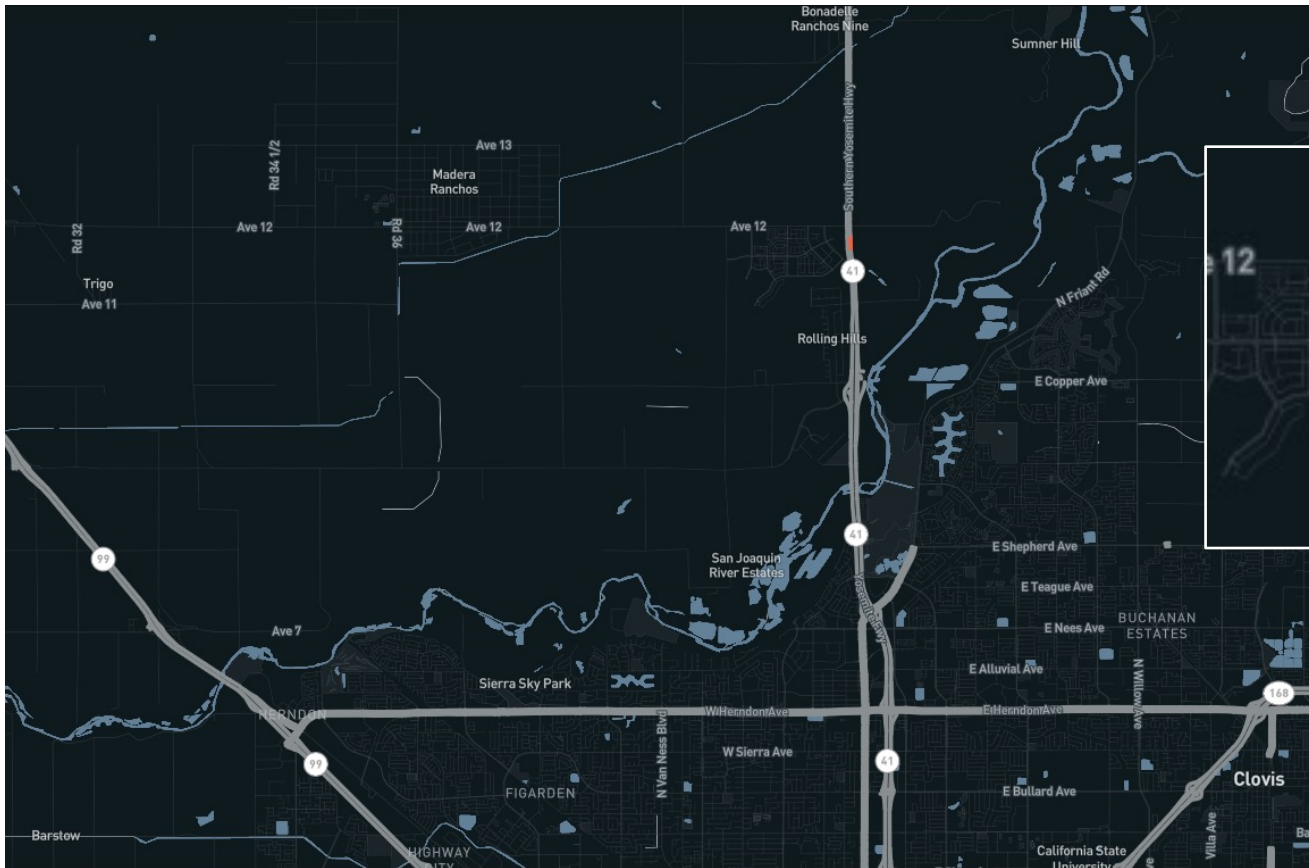 Bonadelle
Ranchos Nine
Sumner Hill
Southern Yosemite Hwy
Rd 34 1/2
Ave 13
Madera
Ranchos
Rd 32
Ave 12
Rd 36
Ave 12
Ave 12
12
41
Trigo
Ave 11
N Friant Rd
Rolling Hills
E Copper Ave
99
41
San Joaquin
River Estates
E Shepherd Ave
Yosemite Hwy
E Teague Ave
Ave 7
E Nees Ave
BUCHANAN
ESTATES
Sierra Sky Park
E Alluvial Ave
N Willow Ave
168
HERNDON
W Herndon Ave
E Herndon Ave
N Van Ness Blvd
W Sierra Ave
99
41
Clovis
FIGARDEN
E Bullard Ave
Villa Ave
Barstow
HIGHWAY
CITY
California State
University